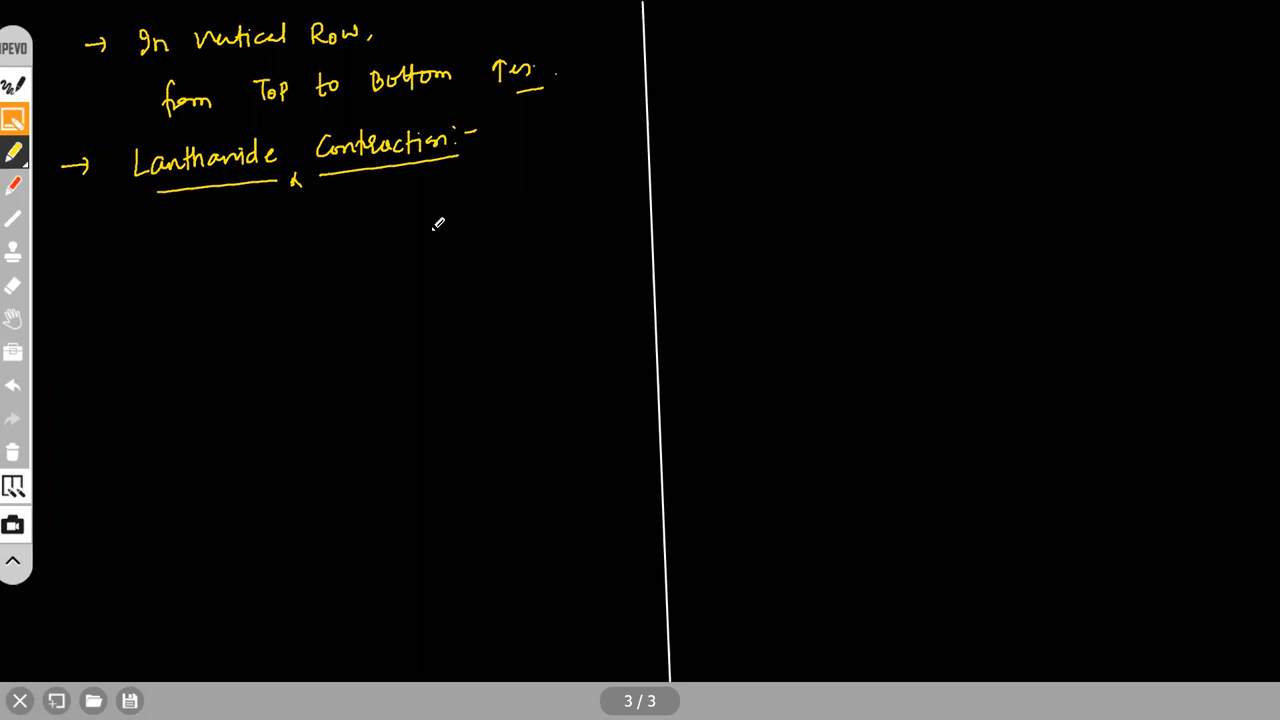 → In Vertical Row,
from Top to Bottom ↑es.
→ Lanthanide Contraction:-
&
IPEVO
3 / 3